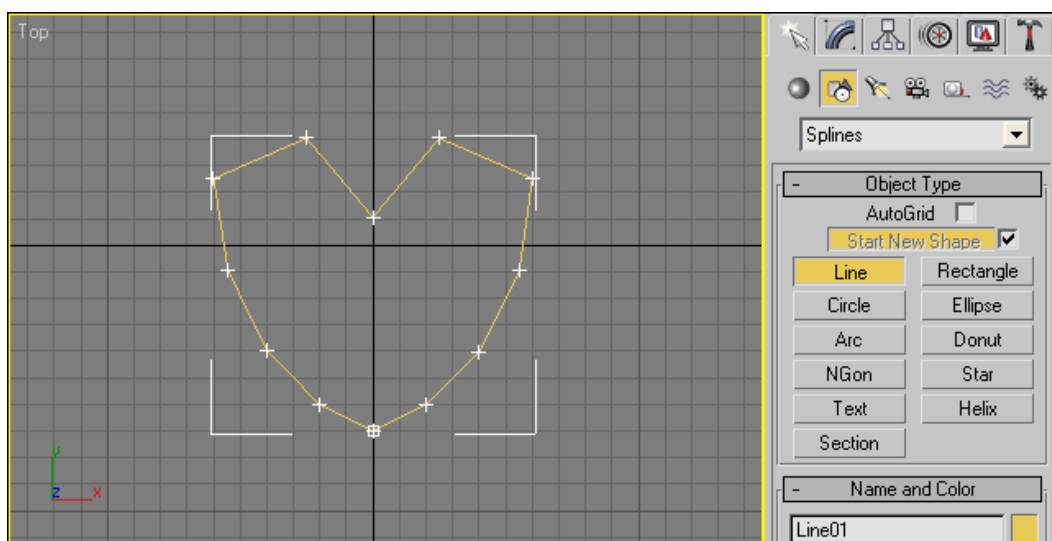 Top
y
z x
Splines
- Object Type
AutoGrid
Start New Shape
Line Rectangle
Circle Ellipse
Arc Donut
NGon Star
Text Helix
Section
- Name and Color
Line01